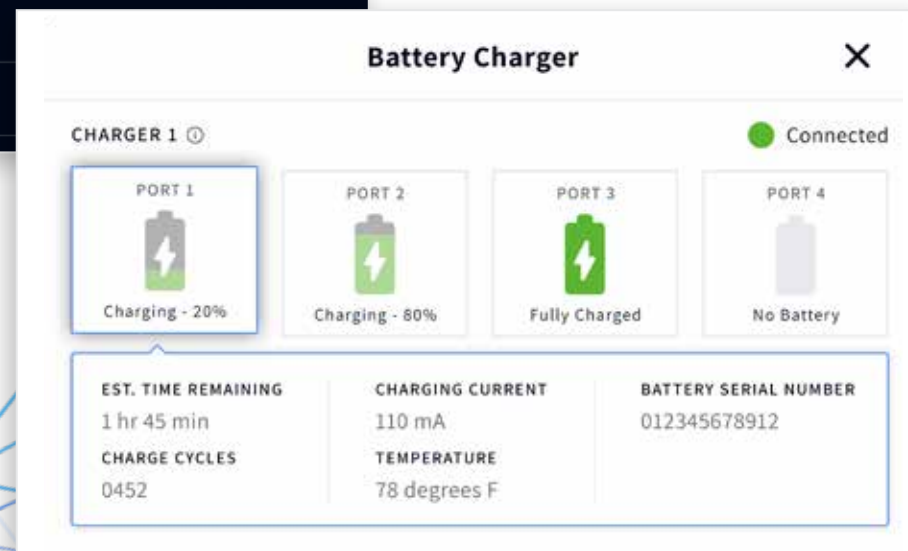 Battery Charger
CHARGER 1
Connected
PORT 1
Charging - 20%
PORT 2
Charging - 80%
PORT 3
Fully Charged
PORT 4
No Battery
EST. TIME REMAINING
1 hr 45 min
CHARGE CYCLES
0452
CHARGING CURRENT
110 mA
TEMPERATURE
78 degrees F
BATTERY SERIAL NUMBER
012345678912